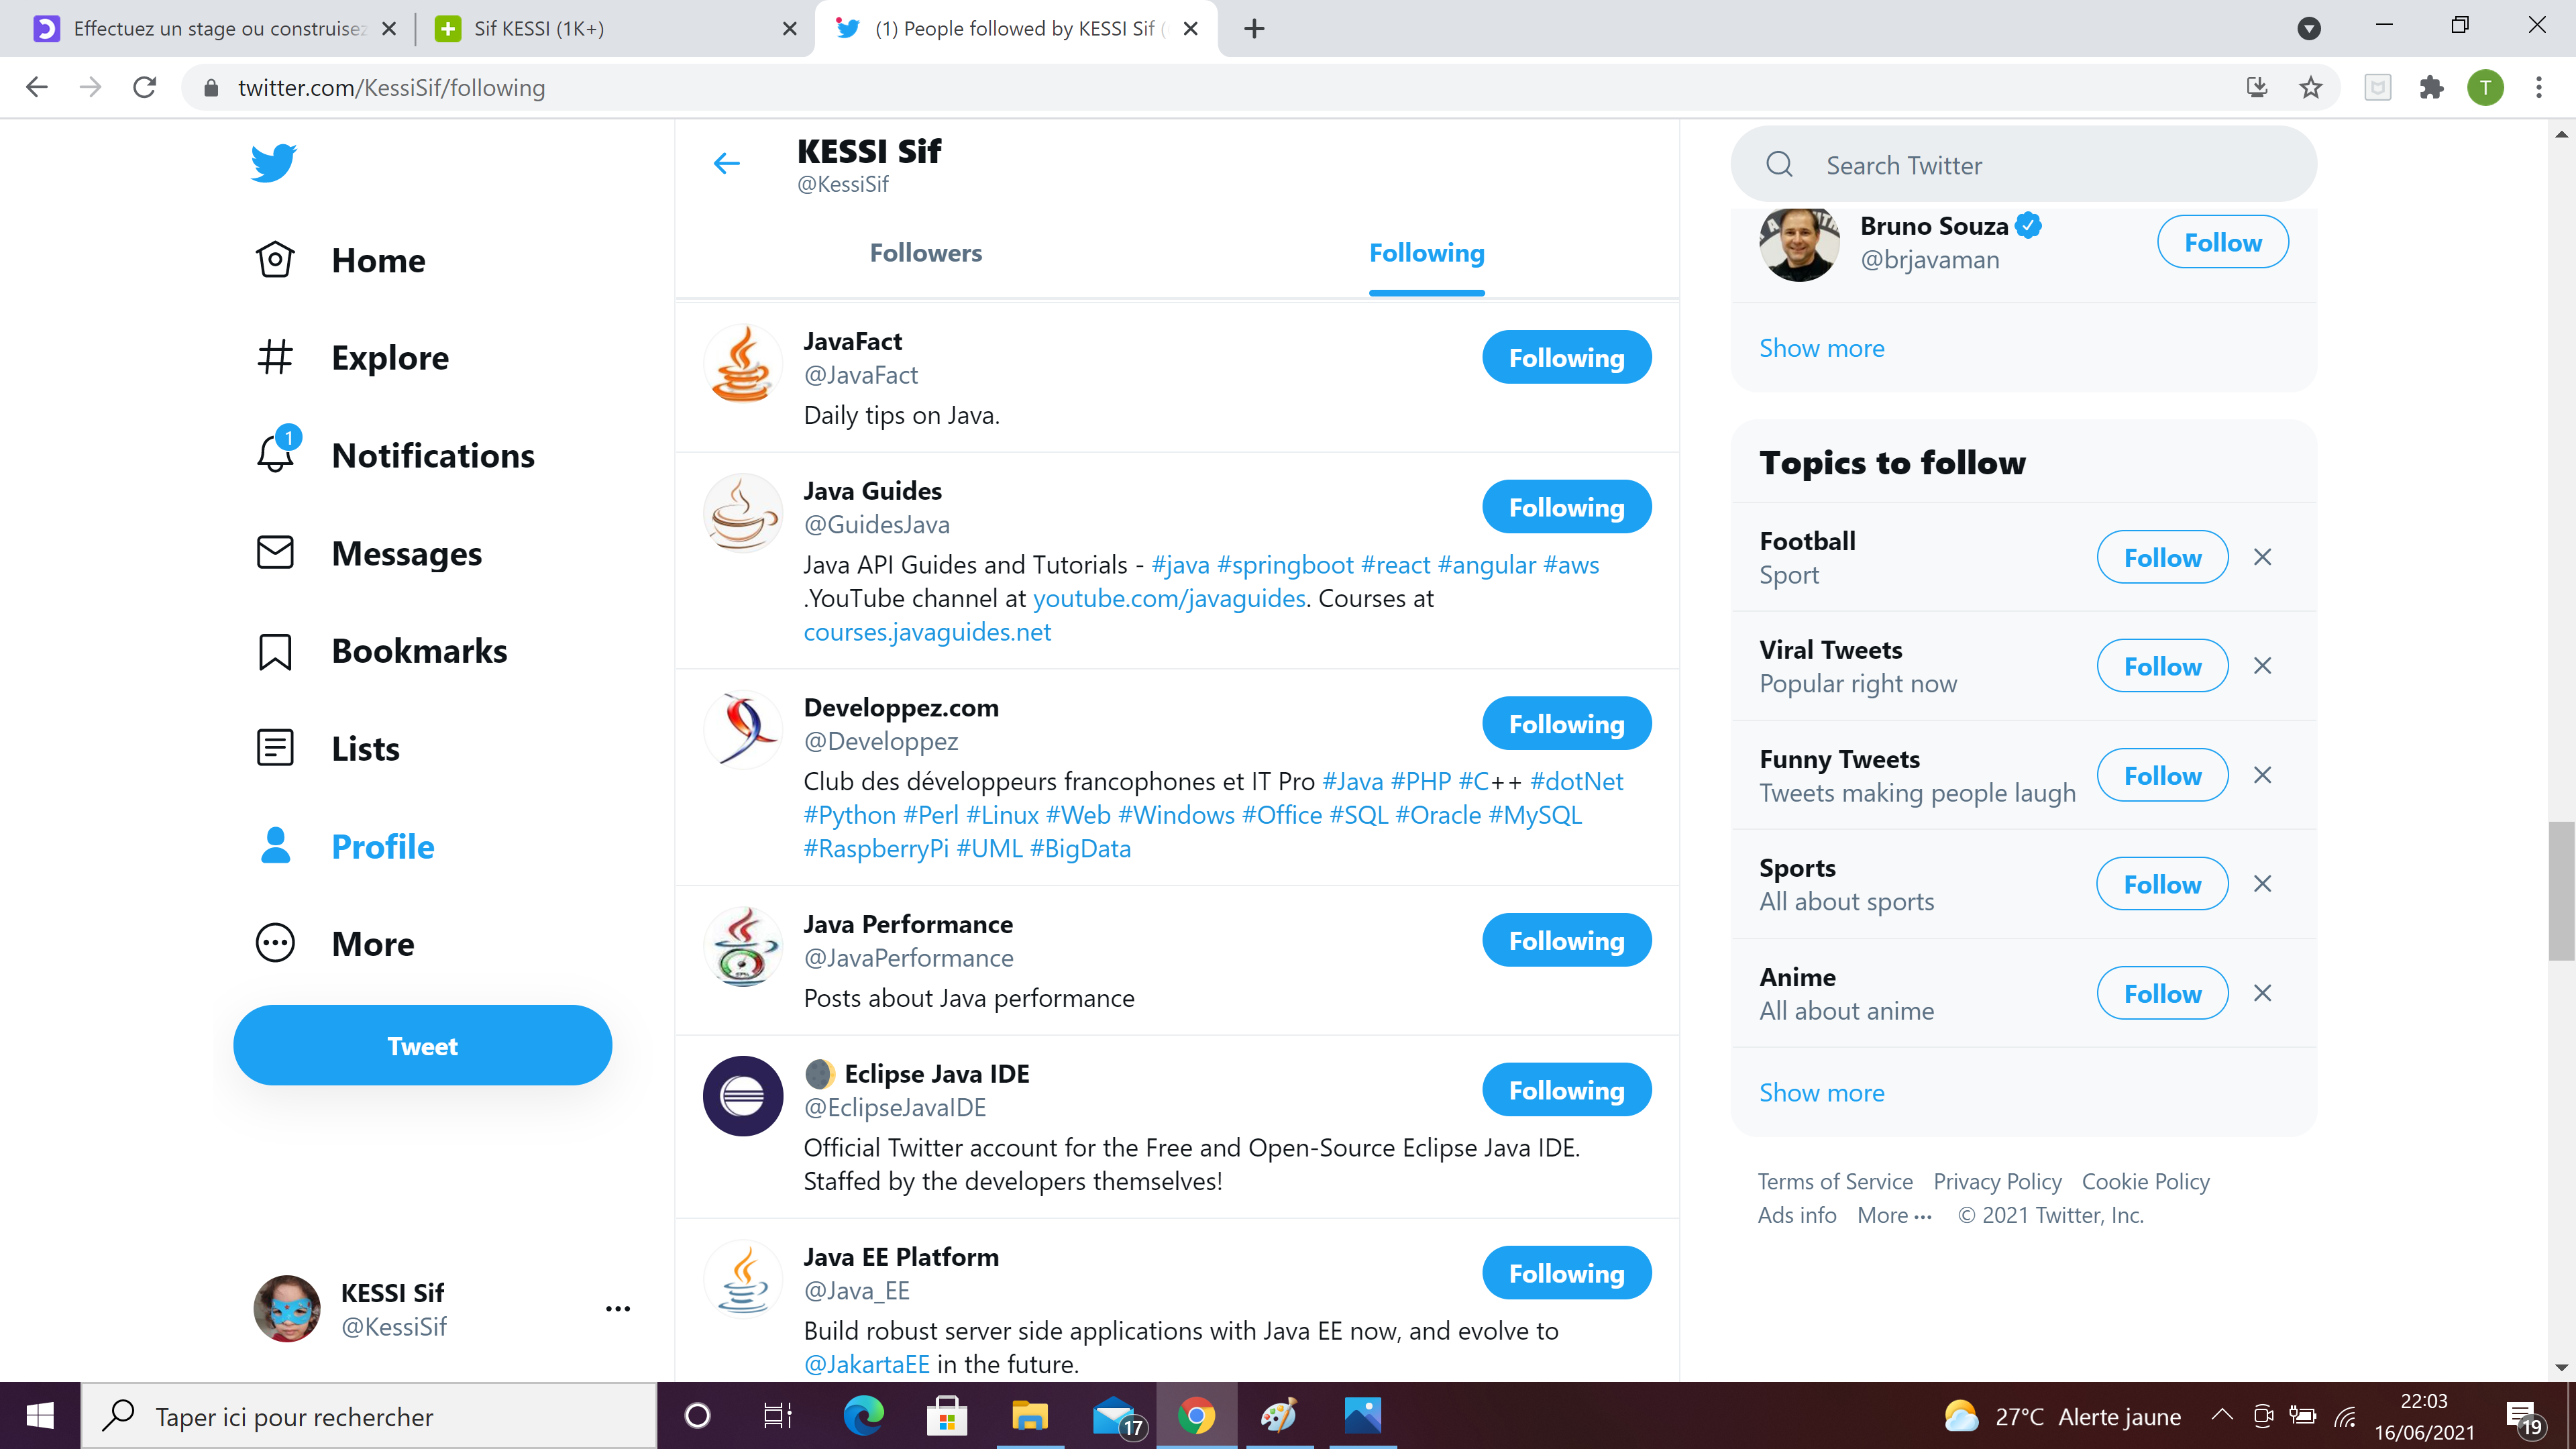 Effectuez un stage ou construisez
Sif KESSI (1K+)
(1) People followed by KESSI Sif (
twitter.com/KessiSif/following
T
Home
Explore
1
Notifications
Messages
Bookmarks
Lists
Profile
More
Tweet
KESSI Sif
@KessiSif
KESSI Sif
@KessiSif
Followers
Following
JavaFact
@JavaFact
Following
Daily tips on Java.
Java Guides
@GuidesJava
Following
Java API Guides and Tutorials - #java #springboot #react #angular #aws
.YouTube channel at youtube.com/javaguides. Courses at
courses.javaguides.net
Developpez.com
@Developpez
Following
Club des développeurs francophones et IT Pro #Java #PHP #C++ #dotNet
#Python #Perl #Linux #Web #Windows #Office #SQL #Oracle #MySQL
#RaspberryPi #UML #BigData
Java Performance
@JavaPerformance
Following
Posts about Java performance
Eclipse Java IDE
@EclipseJavaIDE
Following
Official Twitter account for the Free and Open-Source Eclipse Java IDE.
Staffed by the developers themselves!
Java EE Platform
@Java_EE
Following
Build robust server side applications with Java EE now, and evolve to
@JakartaEE in the future.
Search Twitter
Bruno Souza
@brjavaman
Follow
Show more
Topics to follow
Football
Sport
Follow
Viral Tweets
Popular right now
Follow
Funny Tweets
Tweets making people laugh
Follow
Sports
All about sports
Follow
Anime
All about anime
Follow
Show more
Terms of Service Privacy Policy Cookie Policy
Ads info More ··· © 2021 Twitter, Inc.
Taper ici pour rechercher
17
27°C Alerte jaune
22:03
16/06/2021
19